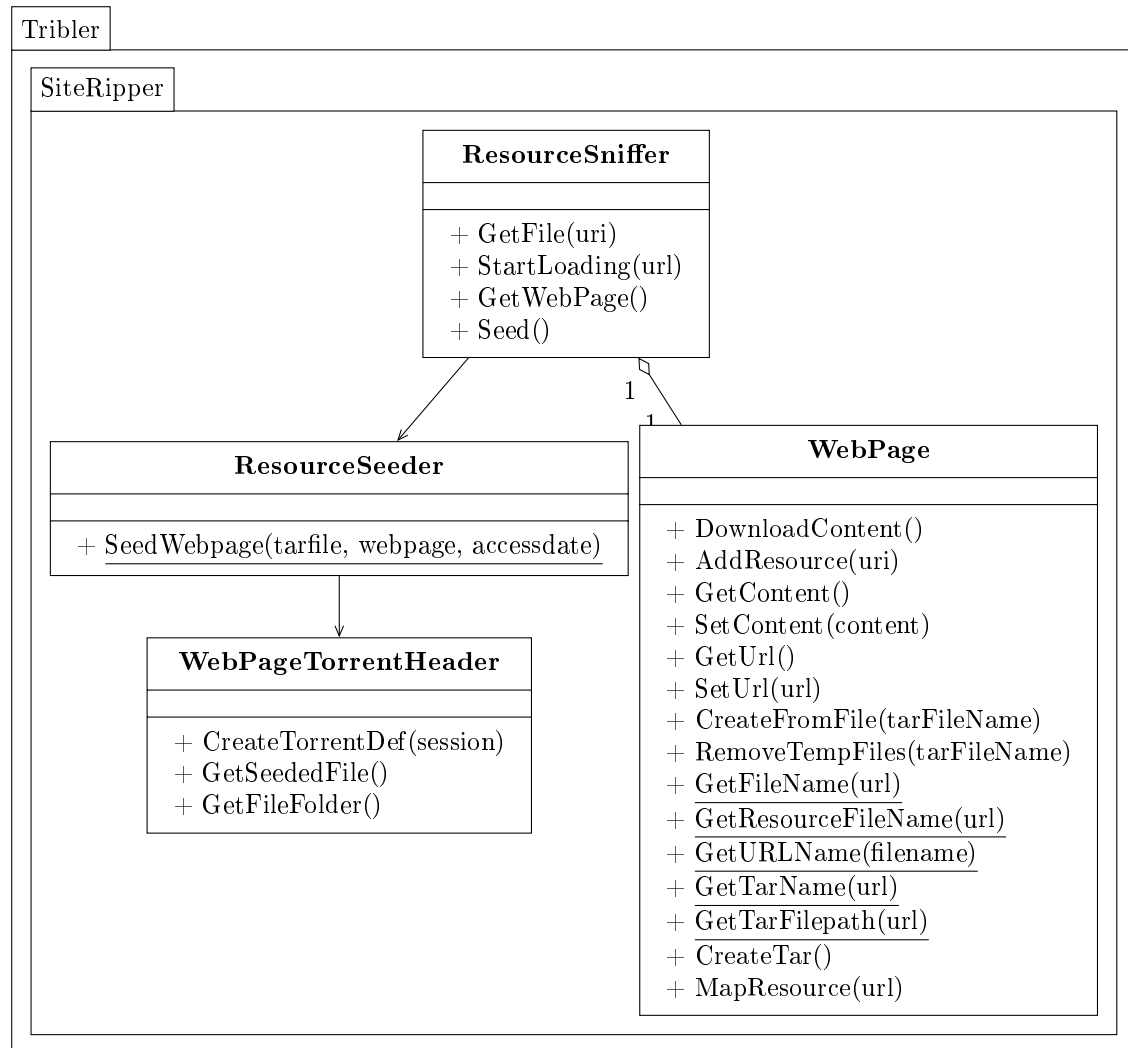 Tribler
SiteRipper
ResourceSniffer
+ GetFile(uri)
+ StartLoading(url)
+ GetWebPage()
+ Seed()
1
1
ResourceSeeder
+ SeedWebpage(tarfile, webpage, accessdate)
WebPageTorrentHeader
+ CreateTorrentDef(session)
+ GetSeededFile()
+ GetFileFolder()
WebPage
+ DownloadContent()
+ AddResource(uri)
+ GetContent()
+ SetContent(content)
+ GetUrl()
+ SetUrl(url)
+ CreateFromFile(tarFileName)
+ RemoveTempFiles(tarFileName)
+ GetFileName(url)
+ GetResourceFileName(url)
+ GetURLName(filename)
+ GetTarName(url)
+ GetTarFilepath(url)
+ CreateTar()
+ MapResource(url)